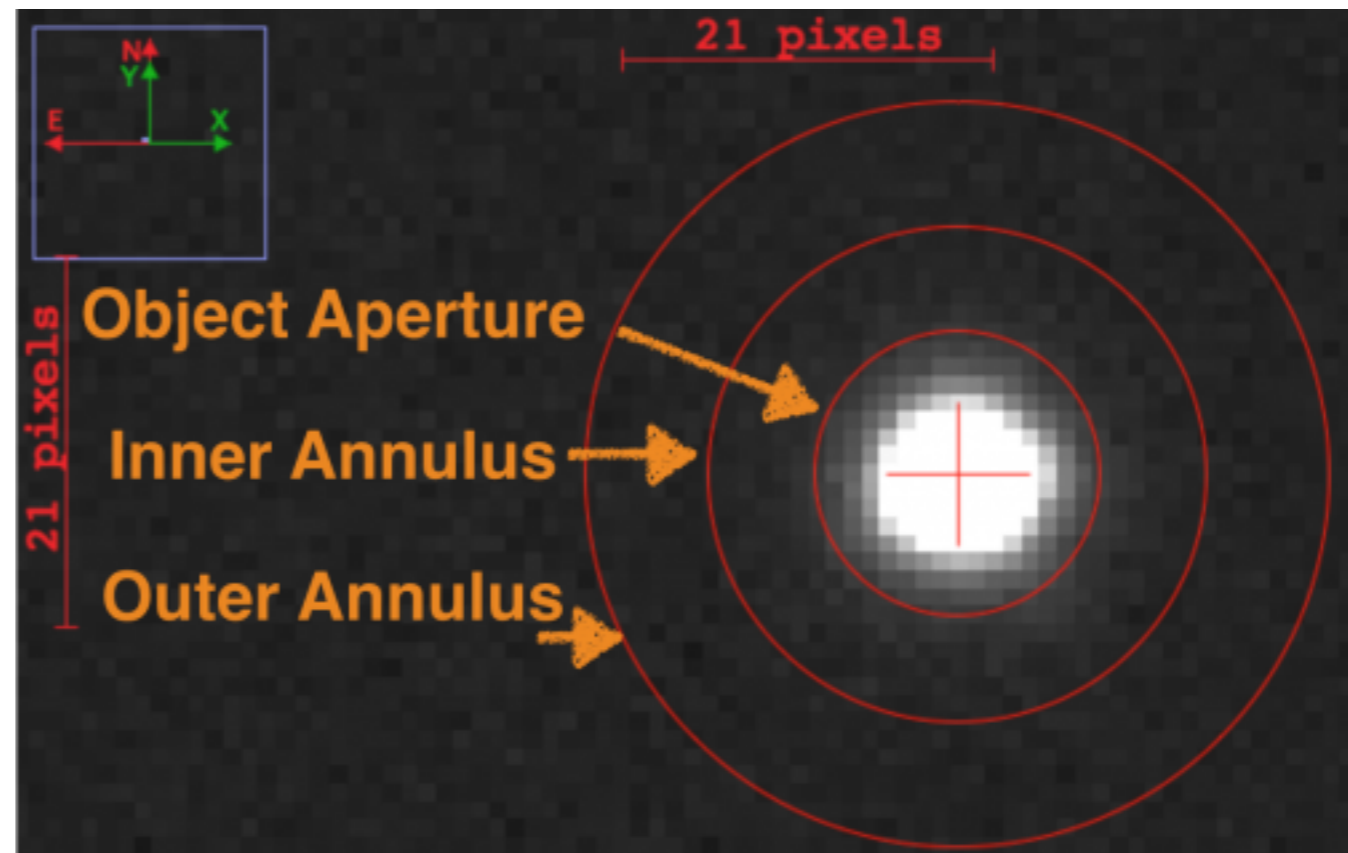 21 pixels
N
Y
E
X
21 pixels
Object Aperture
Inner Annulus
Outer Annulus